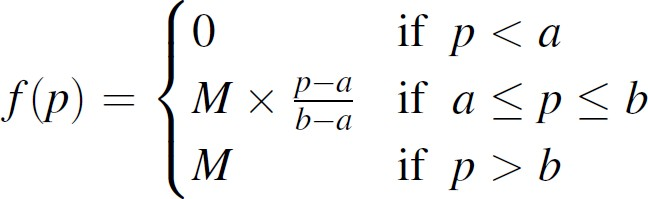 0 if p < a
f(p) = { M × p−a/b−a if a ≤ p ≤ b
M if p > b